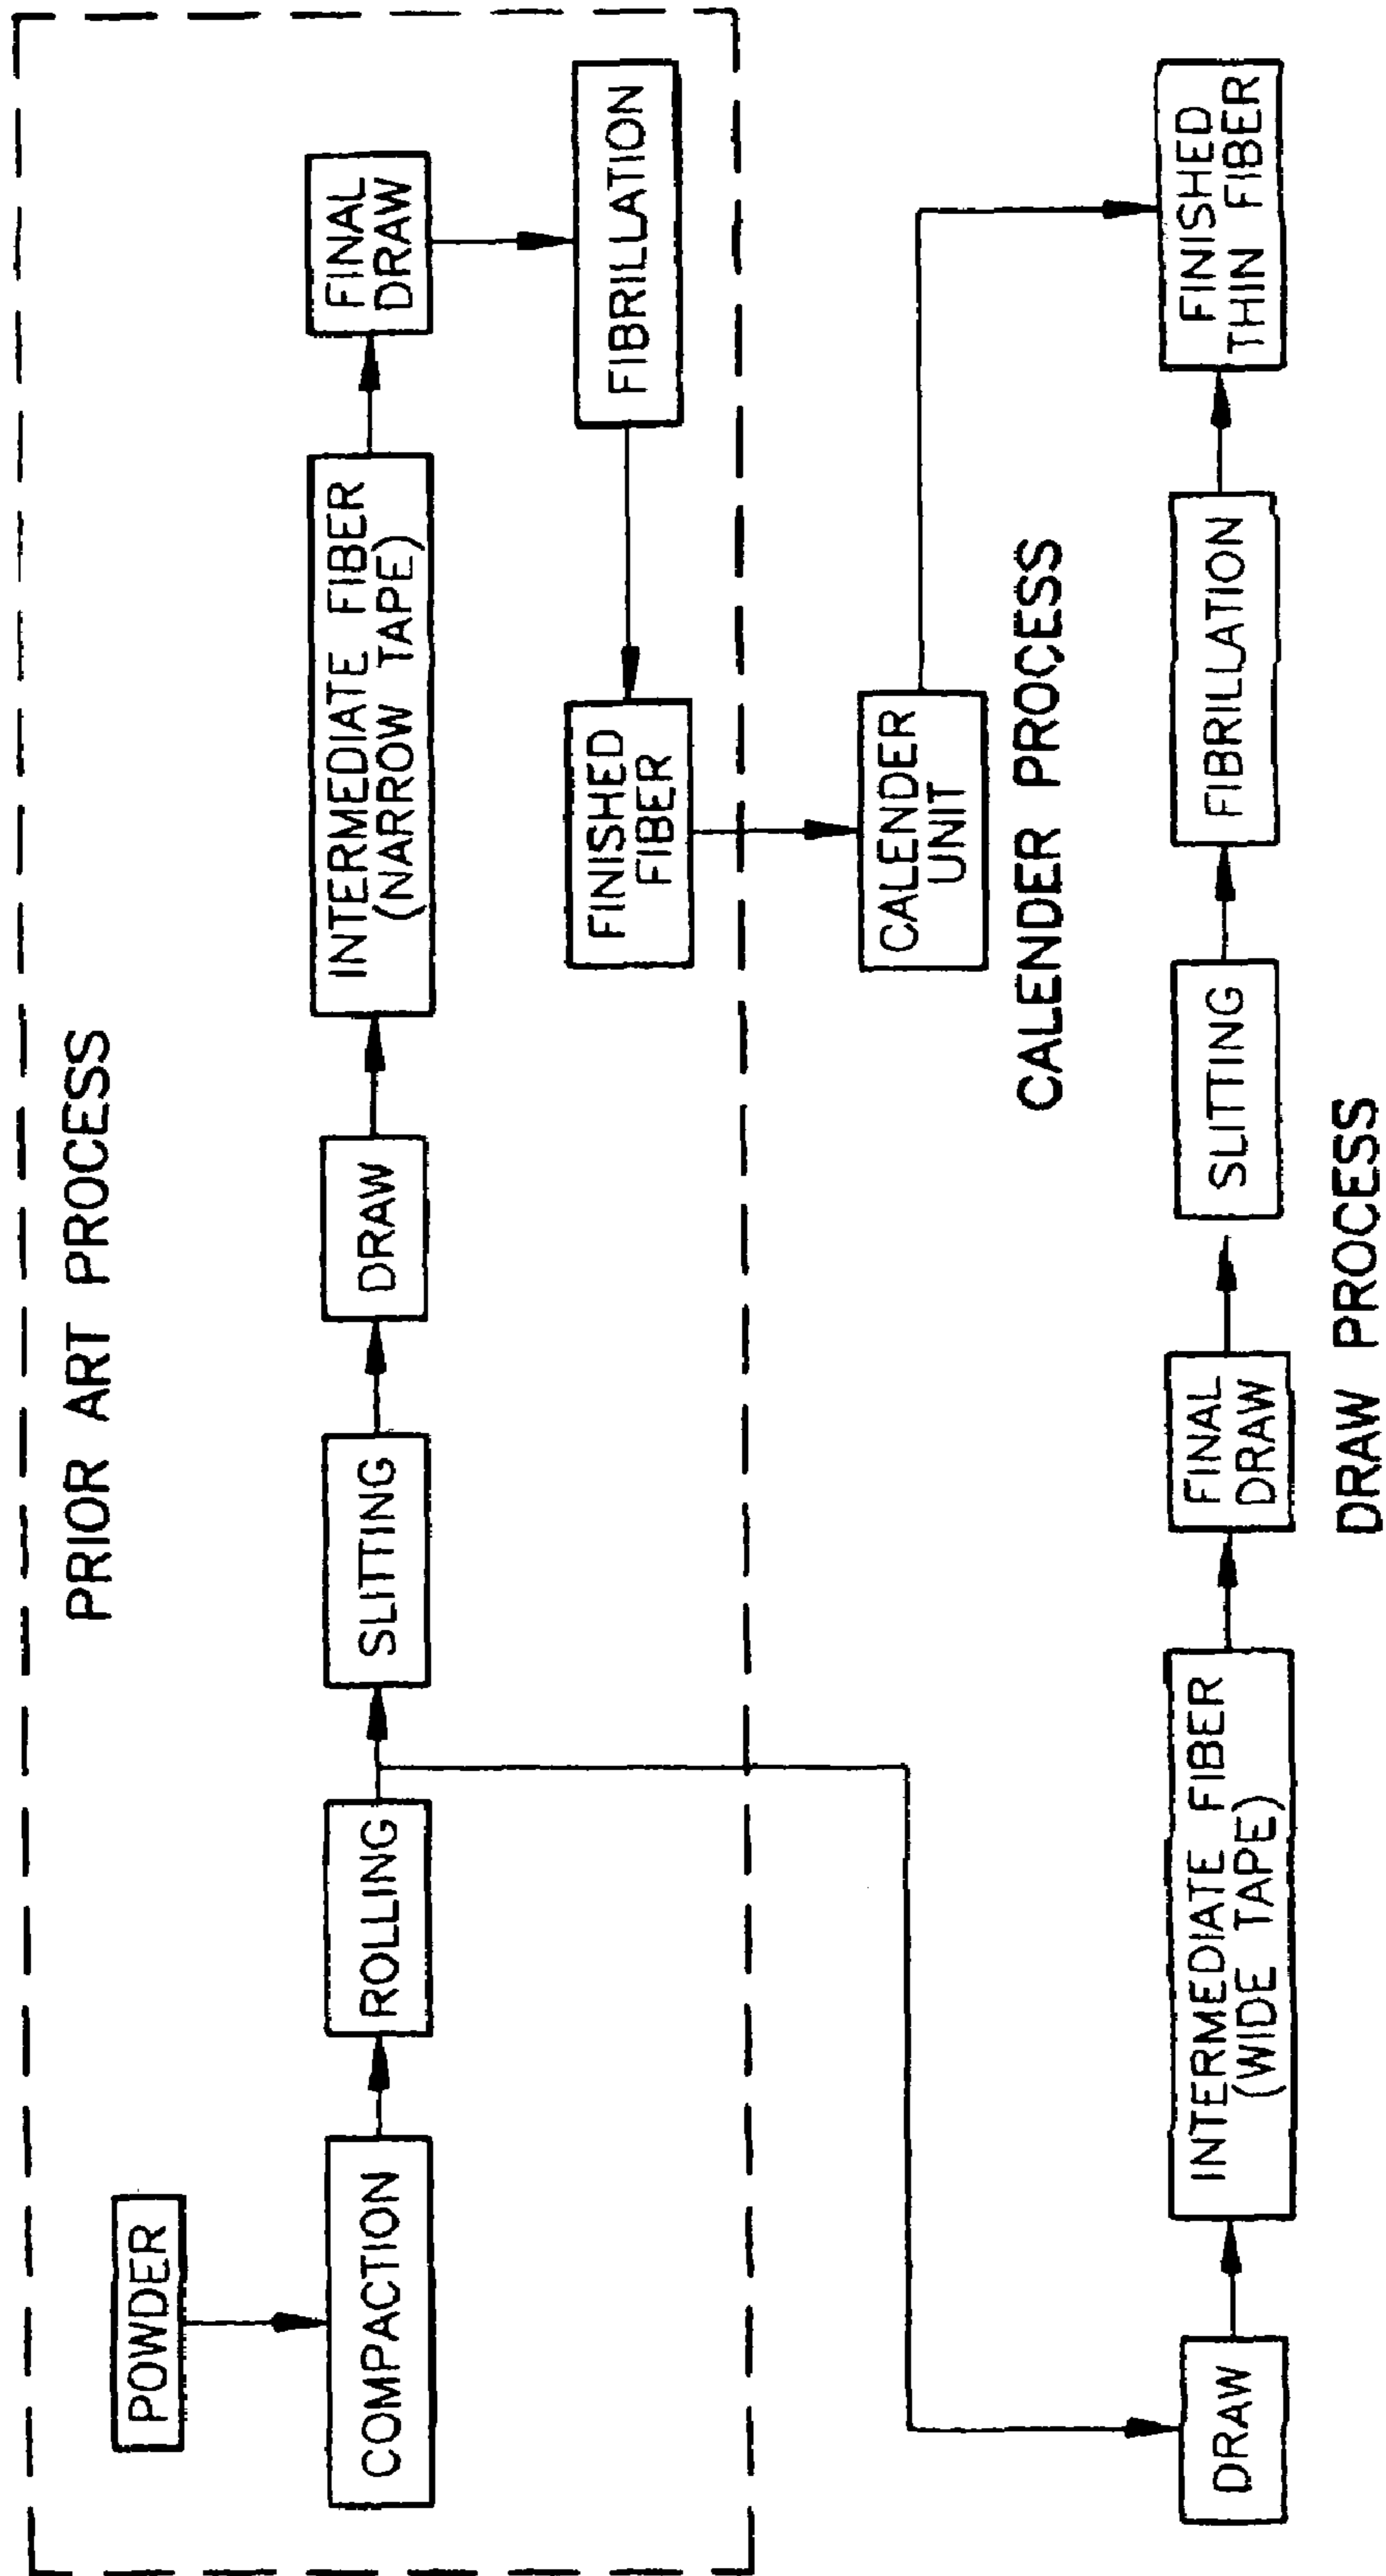 PRIOR ART PROCESS
POWDER
COMPACTION
ROLLING
SLITTING
DRAW
INTERMEDIATE FIBER
(NARROW TAPE)
FINAL
DRAW
FIBRILLATION
FINISHED
FIBER
CALENDER
UNIT
CALENDER PROCESS
DRAW
INTERMEDIATE FIBER
(WIDE TAPE)
FINAL
DRAW
SLITTING
FIBRILLATION
FINISHED
THIN FIBER
DRAW PROCESS